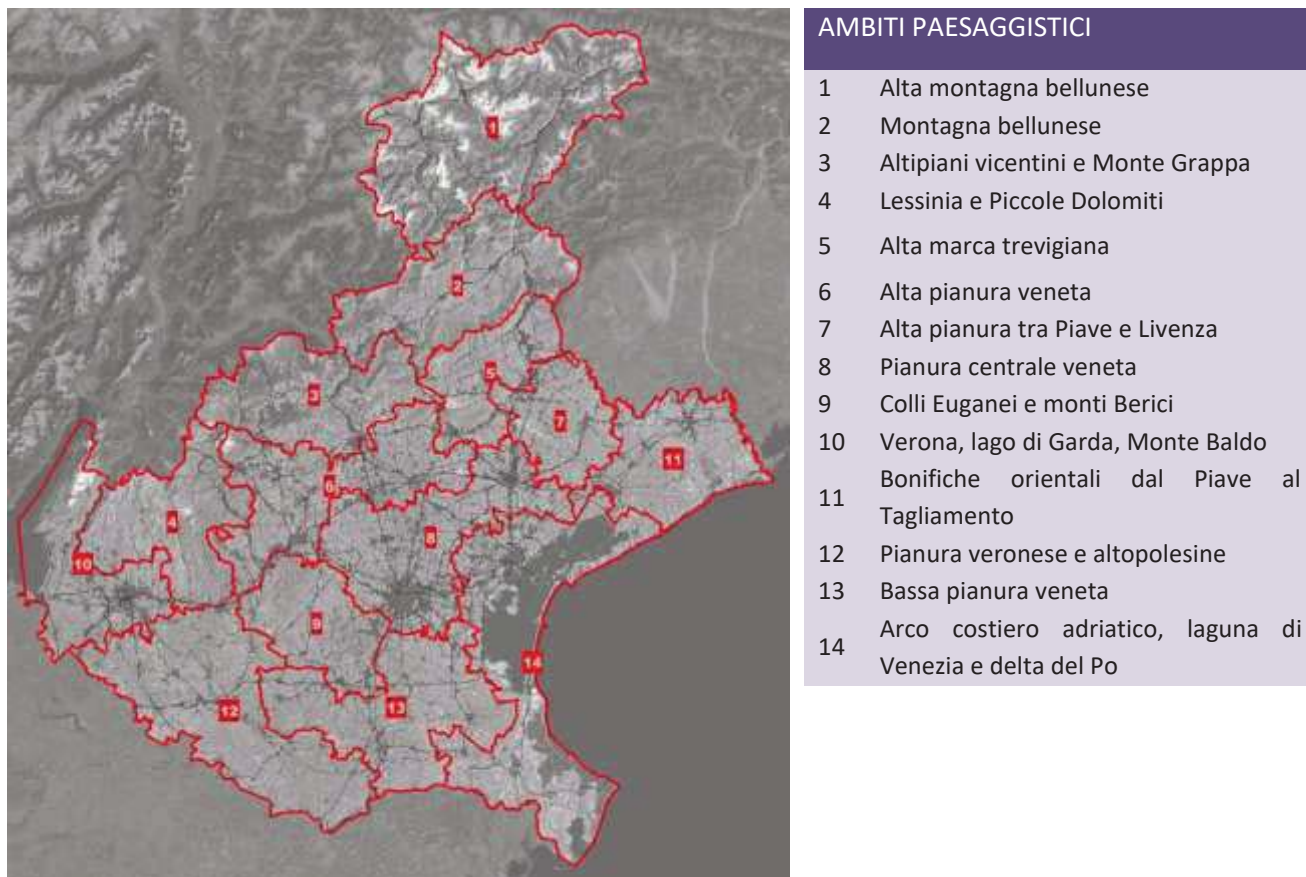 1
2
3
4
5
6
7
8
9
10
11
12
13
14
AMBITI PAESAGGISTICI
1 Alta montagna bellunese
2 Montagna bellunese
3 Altipiani vicentini e Monte Grappa
4 Lessinia e Piccole Dolomiti
5 Alta marca trevigiana
6 Alta pianura veneta
7 Alta pianura tra Piave e Livenza
8 Pianura centrale veneta
9 Colli Euganei e monti Berici
10 Verona, lago di Garda, Monte Baldo
11 Bonifiche orientali dal Piave al
Tagliamento
12 Pianura veronese e altopolesine
13 Bassa pianura veneta
14 Arco costiero adriatico, laguna di
Venezia e delta del Po